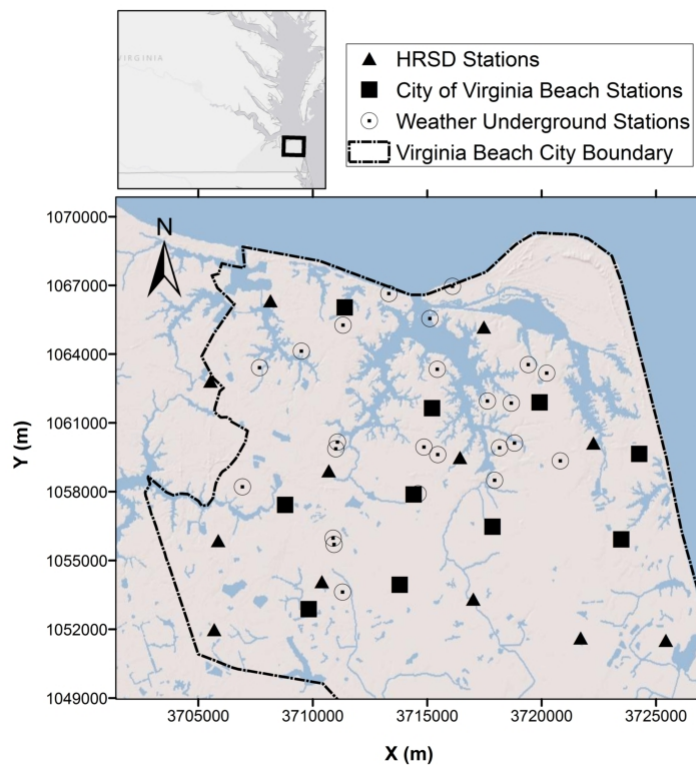 VIRGINIA
HRSD Stations
City of Virginia Beach Stations
Weather Underground Stations
Virginia Beach City Boundary
N
1070000
1067000
1064000
1061000
1058000
1055000
1052000
1049000
Y (m)
3705000 3710000 3715000 3720000 3725000
X (m)